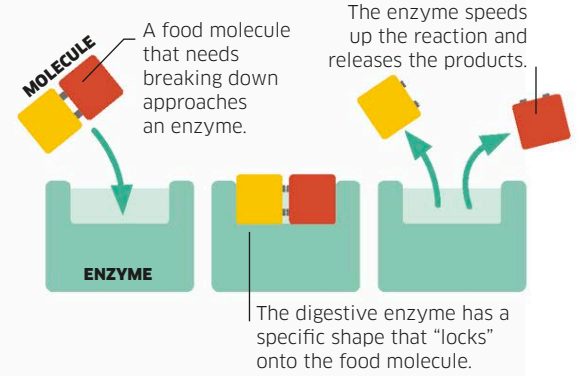 MOLECULE
A food molecule
that needs
breaking down
approaches
an enzyme.
The enzyme speeds
up the reaction and
releases the products.
ENZYME
The digestive enzyme has a
specific shape that “locks”
onto the food molecule.